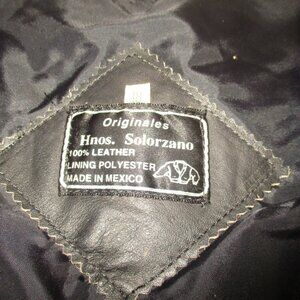 Originales
Hnos. Solorzano
100% LEATHER
LINING POLYESTER
MADE IN MEXICO